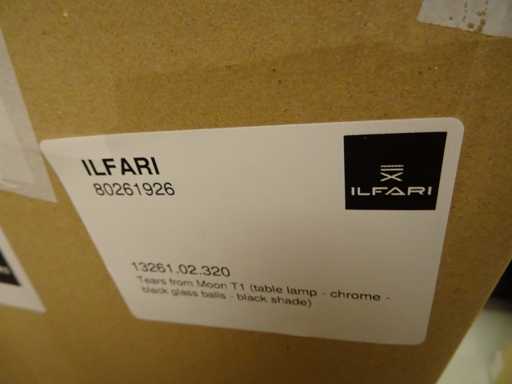 ILFARI
80261926
ILFARI
13261.02.320
Tears from Moon T1 (table lamp - chrome -
black glass balls - black shade)